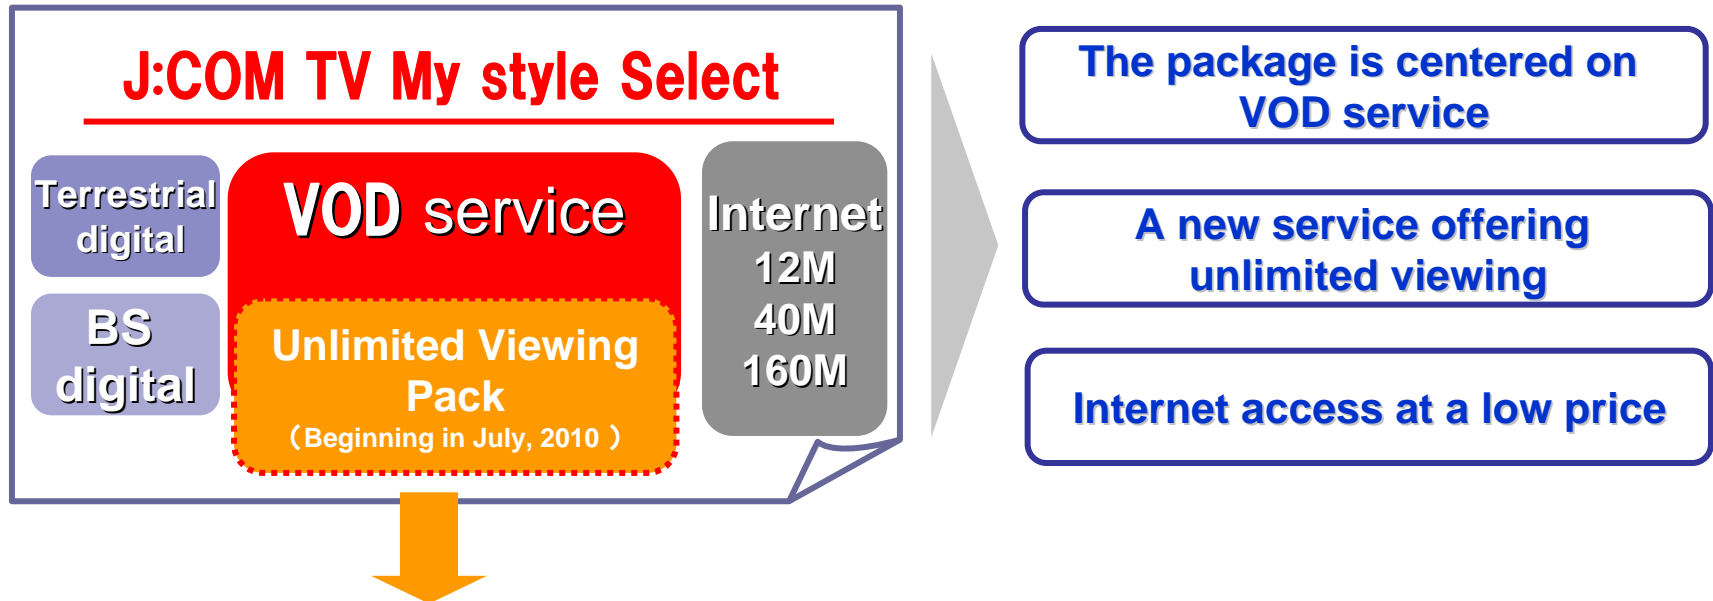 J:COM TV My style Select
Terrestrial
digital
BS
digital
VOD service
Unlimited Viewing
Pack
（Beginning in July, 2010 ）
Internet
12M
40M
160M
The package is centered on
VOD service
A new service offering
unlimited viewing
Internet access at a low price